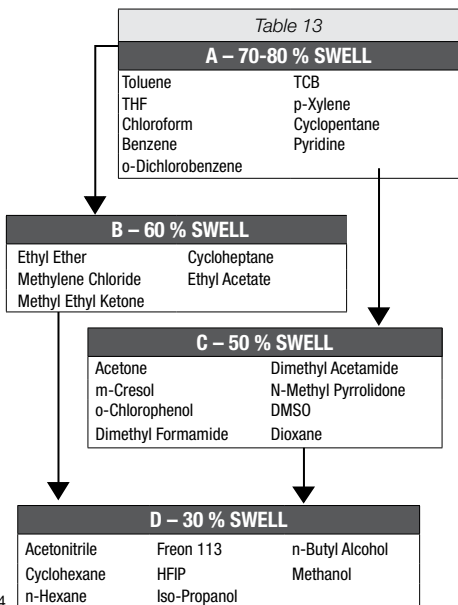 Table 13
A – 70-80 % SWELL
Toluene TCB
THF p-Xylene
Chloroform Cyclopentane
Benzene Pyridine
o-Dichlorobenzene
B – 60 % SWELL
Ethyl Ether Cycloheptane
Methylene Chloride Ethyl Acetate
Methyl Ethyl Ketone
C – 50 % SWELL
Acetone Dimethyl Acetamide
m-Cresol N-Methyl Pyrrolidone
o-Chlorophenol DMSO
Dimethyl Formamide Dioxane
D – 30 % SWELL
Acetonitrile Freon 113 n-Butyl Alcohol
Cyclohexane HFIP Methanol
n-Hexane Iso-Propanol
4